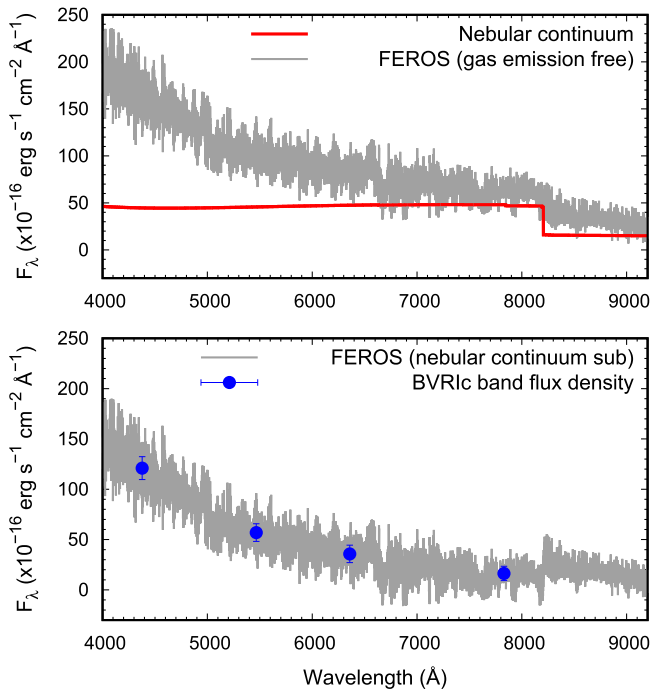 250
200
150
100
50
0
F_λ (x10^−16 erg s^−1 cm^−2 Å^−1)
Nebular continuum
FEROS (gas emission free)
4000 5000 6000 7000 8000 9000
250
200
150
100
50
0
F_λ (x10^−16 erg s^−1 cm^−2 Å^−1)
FEROS (nebular continuum sub)
BVRIc band flux density
4000 5000 6000 7000 8000 9000
Wavelength (Å)